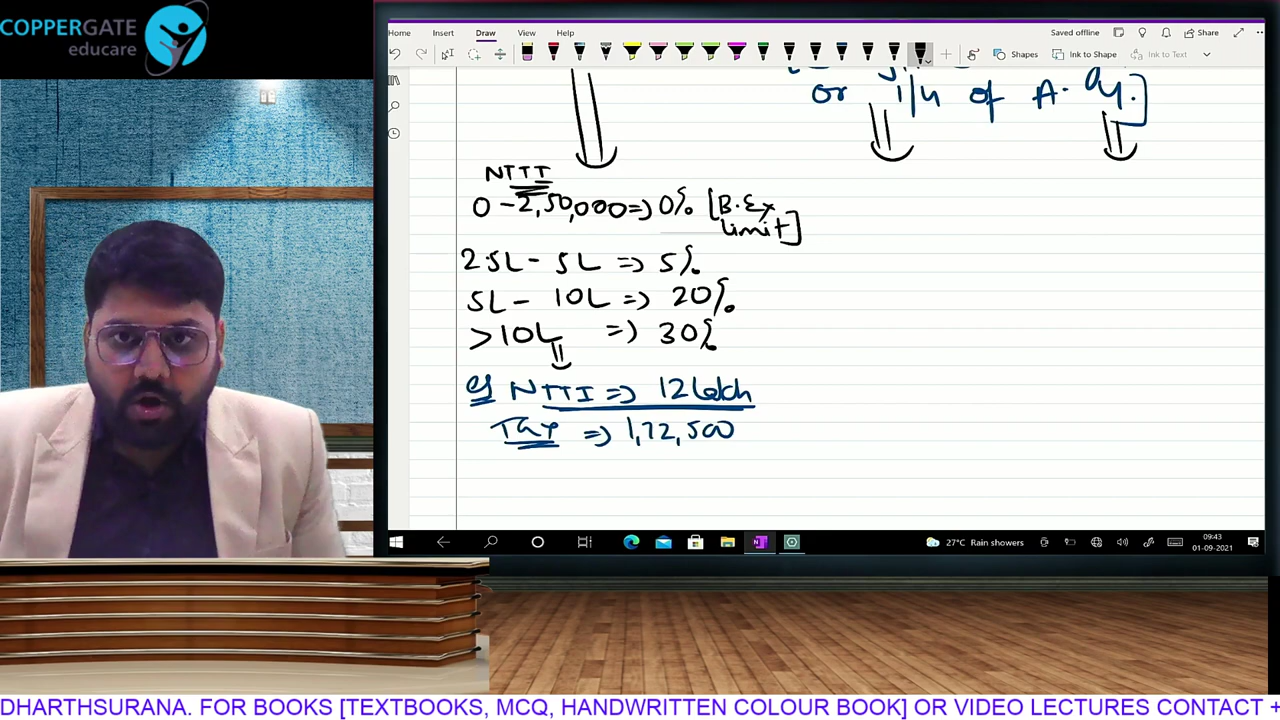 COPPERGATE
educare
Home Insert Draw View Help
Saved offline
Share
Shapes
Ink to Shape
Ink to Text
or 1/4 of A.
NTTI
0 - 2,50,000 => 0% [B.Ex limit]
2.5L - 5L => 5%
5L - 10L => 20%
>10L => 30%
eg NTTI => 12 Lakh
Tax => 1,72,500
27°C Rain showers
09:43
01-09-2021
DHARTHSURANA. FOR BOOKS [TEXTBOOKS, MCQ, HANDWRITTEN COLOUR BOOK] OR VIDEO LECTURES CONTACT +